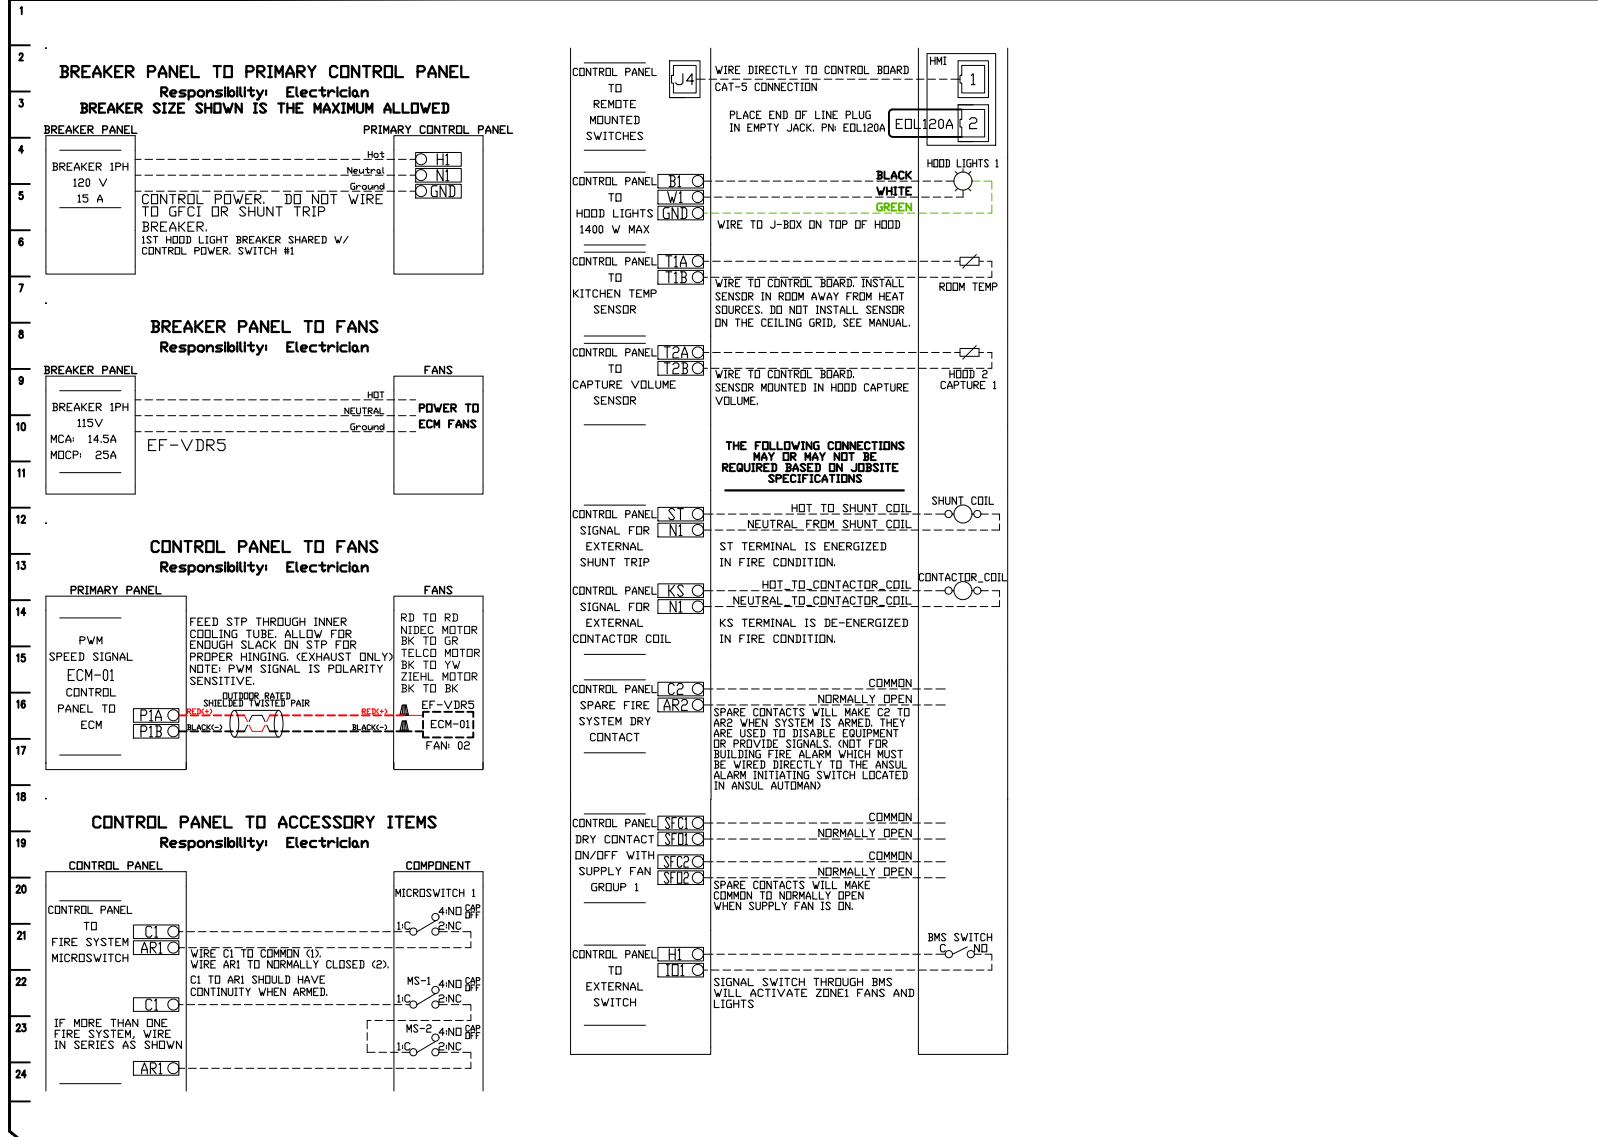 1
2
3
4
5
6
7
8
9
10
11
12
13
14
15
16
17
18
19
20
21
22
23
24
BREAKER PANEL TO PRIMARY CONTROL PANEL
Responsibility: Electrician
BREAKER SIZE SHOWN IS THE MAXIMUM ALLOWED
BREAKER PANEL
PRIMARY CONTROL PANEL
BREAKER 1PH
120 V
15 A
Hot
H1
Neutral
N1
Ground
GND
CONTROL POWER. DO NOT WIRE
TO GFCI OR SHUNT TRIP
BREAKER.
1ST HOOD LIGHT BREAKER SHARED W/
CONTROL POWER. SWITCH #1
BREAKER PANEL TO FANS
Responsibility: Electrician
BREAKER PANEL
FANS
BREAKER 1PH
115V
MCA: 14.5A
MOCP: 25A
HOT
NEUTRAL
Ground
EF-VDR5
POWER TO
ECM FANS
CONTROL PANEL TO FANS
Responsibility: Electrician
PRIMARY PANEL
FANS
PWM
SPEED SIGNAL
ECM-01
CONTROL
PANEL TO
ECM
P1A
P1B
FEED STP THROUGH INNER
COOLING TUBE. ALLOW FOR
ENOUGH SLACK ON STP FOR
PROPER HINGING. (EXHAUST ONLY)
NOTE: PWM SIGNAL IS POLARITY
SENSITIVE.
OUTDOOR RATED
SHIELDED TWISTED PAIR
RED(+)
RED(+)
BLACK(-)
BLACK(-)
RD TO RD
NIDEC MOTOR
BK TO GR
TELCO MOTOR
BK TO YW
ZIEHL MOTOR
BK TO BK
EF-VDR5
ECM-01
FAN: 02
CONTROL PANEL TO ACCESSORY ITEMS
Responsibility: Electrician
CONTROL PANEL
COMPONENT
CONTROL PANEL
TO
FIRE SYSTEM
MICROSWITCH
C1
AR1
MICROSWITCH 1
4:NO CAP OFF
1:C
2:NC
WIRE C1 TO COMMON (1).
WIRE AR1 TO NORMALLY CLOSED (2).
C1 TO AR1 SHOULD HAVE
CONTINUITY WHEN ARMED.
C1
MS-1
4:NO CAP OFF
1:C
2:NC
IF MORE THAN ONE
FIRE SYSTEM, WIRE
IN SERIES AS SHOWN
MS-2
4:NO CAP OFF
1:C
2:NC
AR1
CONTROL PANEL
TO
REMOTE
MOUNTED
SWITCHES
J4
WIRE DIRECTLY TO CONTROL BOARD
CAT-5 CONNECTION
PLACE END OF LINE PLUG
IN EMPTY JACK. PN: EOL120A
HMI
1
EOL120A
2
CONTROL PANEL
TO
HOOD LIGHTS
1400 W MAX
B1
W1
GND
BLACK
WHITE
GREEN
WIRE TO J-BOX ON TOP OF HOOD
HOOD LIGHTS 1
CONTROL PANEL
TO
KITCHEN TEMP
SENSOR
T1A
T1B
WIRE TO CONTROL BOARD. INSTALL
SENSOR IN ROOM AWAY FROM HEAT
SOURCES. DO NOT INSTALL SENSOR
ON THE CEILING GRID, SEE MANUAL.
ROOM TEMP
CONTROL PANEL
TO
CAPTURE VOLUME
SENSOR
T2A
T2B
WIRE TO CONTROL BOARD.
SENSOR MOUNTED IN HOOD CAPTURE
VOLUME.
HOOD 2
CAPTURE 1
THE FOLLOWING CONNECTIONS
MAY OR MAY NOT BE
REQUIRED BASED ON JOBSITE
SPECIFICATIONS
CONTROL PANEL
SIGNAL FOR
EXTERNAL
SHUNT TRIP
ST
N1
HOT TO SHUNT COIL
NEUTRAL FROM SHUNT COIL
ST TERMINAL IS ENERGIZED
IN FIRE CONDITION.
SHUNT COIL
CONTROL PANEL
SIGNAL FOR
EXTERNAL
CONTACTOR COIL
KS
N1
HOT_TO_CONTACTOR_COIL
NEUTRAL_TO_CONTACTOR_COIL
KS TERMINAL IS DE-ENERGIZED
IN FIRE CONDITION.
CONTACTOR_COIL
CONTROL PANEL
SPARE FIRE
SYSTEM DRY
CONTACT
C2
AR2
COMMON
NORMALLY OPEN
SPARE CONTACTS WILL MAKE C2 TO
AR2 WHEN SYSTEM IS ARMED. THEY
ARE USED TO DISABLE EQUIPMENT
OR PROVIDE SIGNALS. (NOT FOR
BUILDING FIRE ALARM WHICH MUST
BE WIRED DIRECTLY TO THE ANSUL
ALARM INITIATING SWITCH LOCATED
IN ANSUL AUTOMAN)
CONTROL PANEL
DRY CONTACT
ON/OFF WITH
SUPPLY FAN
GROUP 1
SFC1
SFO1
SFC2
SFO2
COMMON
NORMALLY OPEN
COMMON
NORMALLY OPEN
SPARE CONTACTS WILL MAKE
COMMON TO NORMALLY OPEN
WHEN SUPPLY FAN IS ON.
CONTROL PANEL
TO
EXTERNAL
SWITCH
H1
IO1
BMS SWITCH
C
NO
SIGNAL SWITCH THROUGH BMS
WILL ACTIVATE ZONE1 FANS AND
LIGHTS